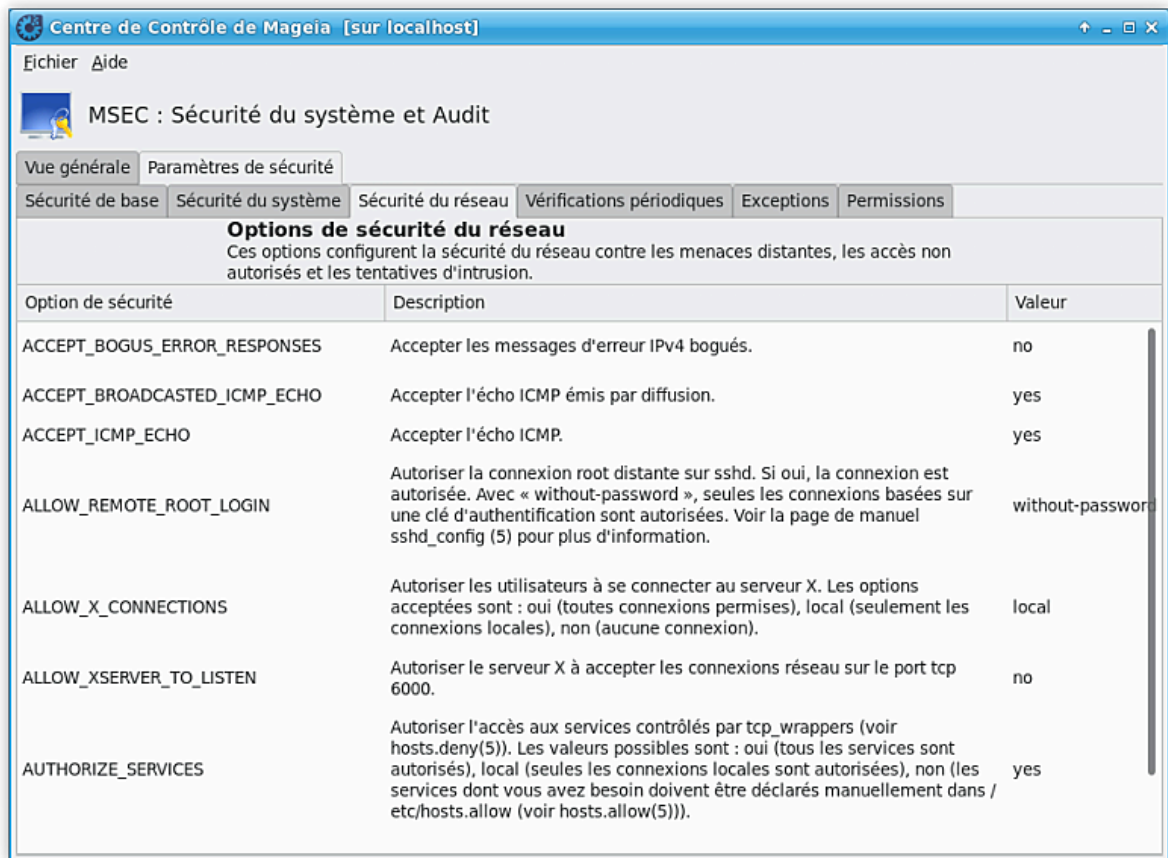 Centre de Contrôle de Mageia [sur localhost]
Fichier Aide
MSEC : Sécurité du système et Audit
Vue générale Paramètres de sécurité
Sécurité de base Sécurité du système Sécurité du réseau Vérifications périodiques Exceptions Permissions
Options de sécurité du réseau
Ces options configurent la sécurité du réseau contre les menaces distantes, les accès non
autorisés et les tentatives d'intrusion.
Option de sécurité Description Valeur
ACCEPT_BOGUS_ERROR_RESPONSES Accepter les messages d'erreur IPv4 bogués. no
ACCEPT_BROADCASTED_ICMP_ECHO Accepter l'écho ICMP émis par diffusion. yes
ACCEPT_ICMP_ECHO Accepter l'écho ICMP. yes
Autoriser la connexion root distante sur sshd. Si oui, la connexion est
autorisée. Avec « without-password », seules les connexions basées sur
ALLOW_REMOTE_ROOT_LOGIN without-password
une clé d'authentification sont autorisées. Voir la page de manuel
sshd_config (5) pour plus d'information.
Autoriser les utilisateurs à se connecter au serveur X. Les options
ALLOW_X_CONNECTIONS acceptées sont : oui (toutes connexions permises), local (seulement les local
connexions locales), non (aucune connexion).
Autoriser le serveur X à accepter les connexions réseau sur le port tcp
ALLOW_XSERVER_TO_LISTEN no
6000.
Autoriser l'accès aux services contrôlés par tcp_wrappers (voir
hosts.deny(5)). Les valeurs possibles sont : oui (tous les services sont
AUTHORIZE_SERVICES autorisés), local (seules les connexions locales sont autorisées), non (les yes
services dont vous avez besoin doivent être déclarés manuellement dans /
etc/hosts.allow (voir hosts.allow(5))).